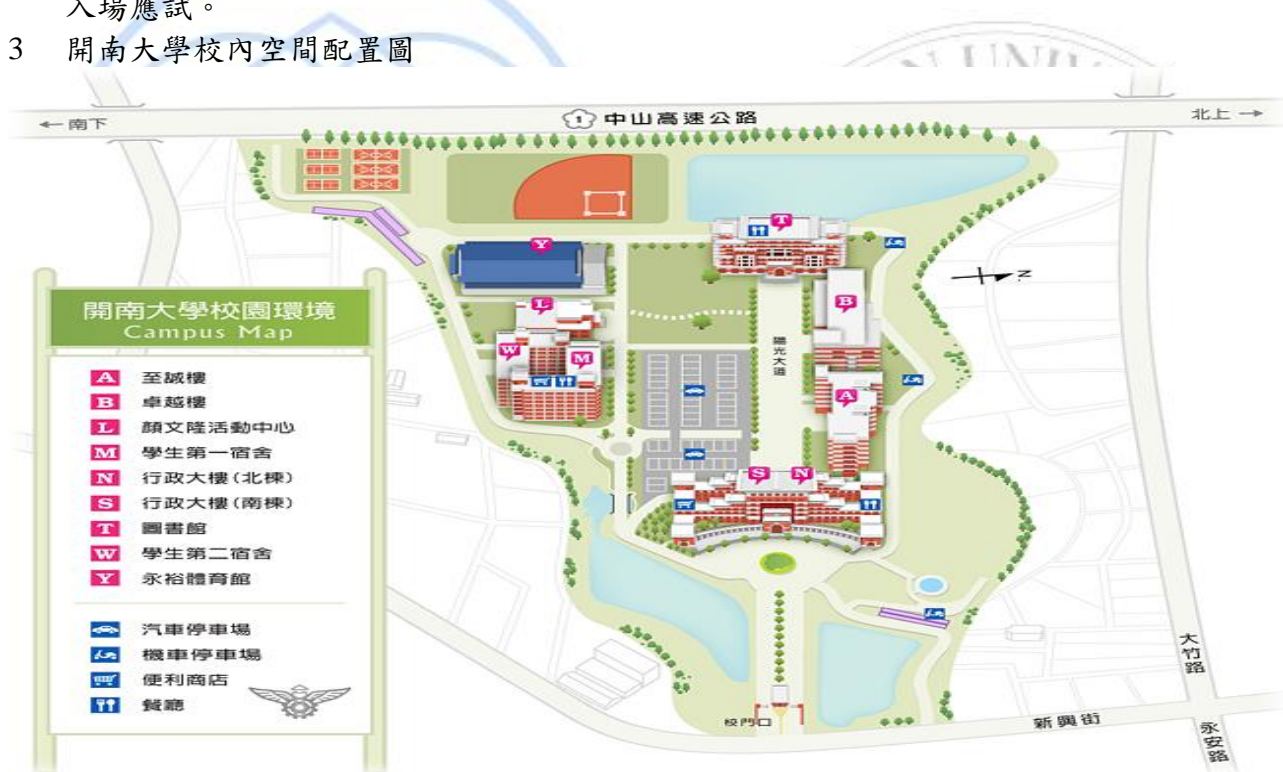 入場應試。
3 開南大學校內空間配置圖
N UNIV
←南下
1 中山高速公路
北上→
T
Y
N
L
B
W
M
陽光大道
A
S N
開南大學校園環境
Campus Map
A 至誠樓
B 卓越樓
L 顏文隆活動中心
M 學生第一宿舍
N 行政大樓(北棟)
S 行政大樓(南棟)
T 圖書館
W 學生第二宿舍
Y 永裕體育館
汽車停車場
機車停車場
便利商店
餐廳
校門口
新興街
大竹路
永安路